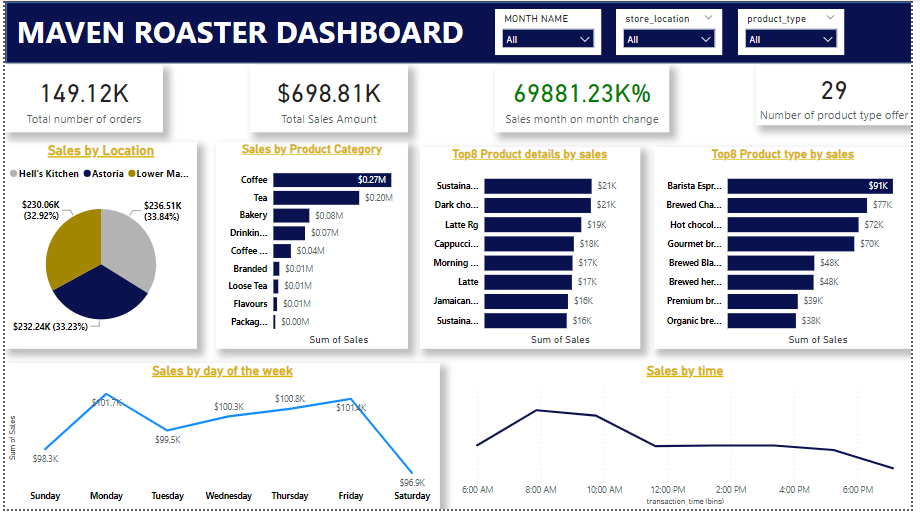 MAVEN ROASTER DASHBOARD
MONTH NAME
All
store_location
All
product_type
All
149.12K
Total number of orders
$698.81K
Total Sales Amount
69881.23K%
Sales month on month change
29
Number of product type offer
Sales by Location
Hell's Kitchen Astoria Lower Ma...
$230.06K
(32.92%)
$236.51K
(33.84%)
$232.24K (33.23%)
Sales by Product Category
Coffee $0.27M
Tea $0.20M
Bakery $0.08M
Drinkin... $0.07M
Coffee ... $0.04M
Branded $0.01M
Loose Tea $0.01M
Flavours $0.01M
Packag... $0.00M
Sum of Sales
Top8 Product details by sales
Sustaina... $21K
Dark cho... $21K
Latte Rg $19K
Cappucci... $18K
Morning ... $17K
Latte $17K
Jamaican... $16K
Sustaina... $16K
Sum of Sales
Top8 Product type by sales
Barista Espr... $91K
Brewed Cha... $77K
Hot chocol... $72K
Gourmet br... $70K
Brewed Bla... $48K
Brewed her... $48K
Premium br... $39K
Organic bre... $38K
Sum of Sales
Sales by day of the week
Sum of Sales
$98.3K
$101.7K
$99.5K
$100.3K
$100.8K
$101.4K
$96.9K
Sunday Monday Tuesday Wednesday Thursday Friday Saturday
Sales by time
6:00 AM 8:00 AM 10:00 AM 12:00 PM 2:00 PM 4:00 PM 6:00 PM
transaction_time (bins)